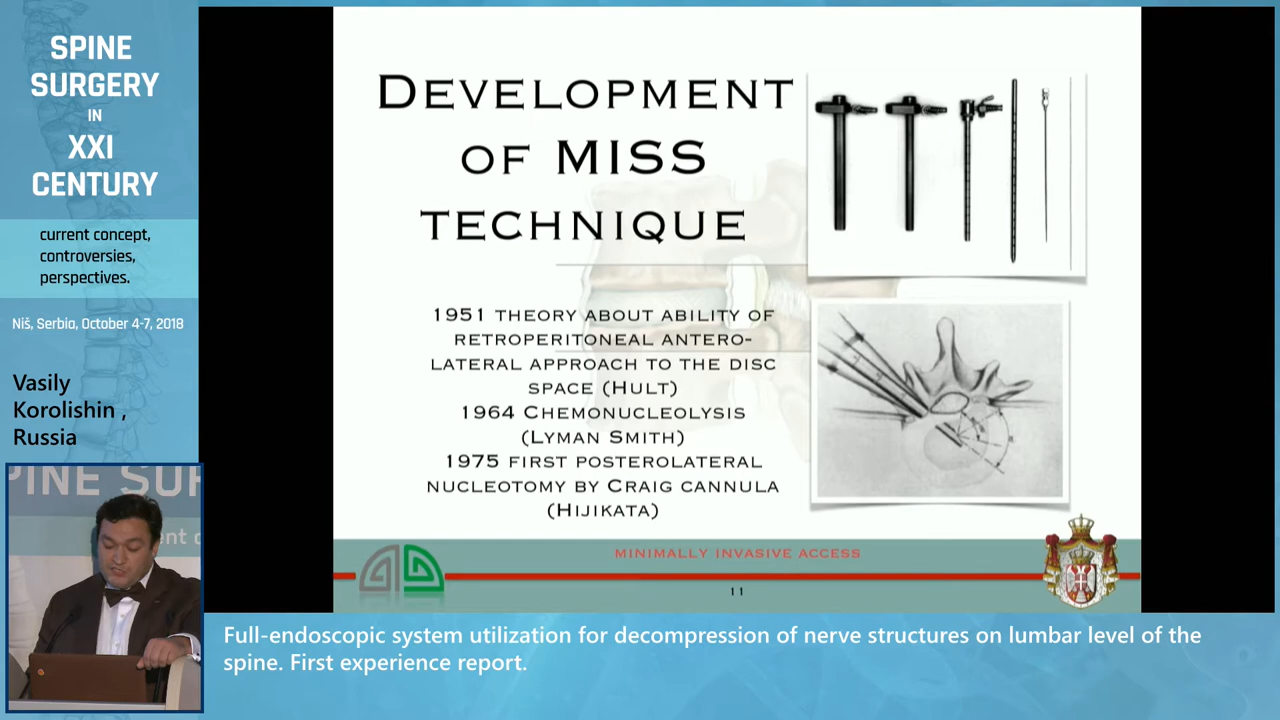 SPINE
SURGERY
IN
XXI
CENTURY
current concept,
controversies,
perspectives.
Niš, Serbia, October 4-7, 2018
Vasily
Korolishin ,
Russia
PINE SUR
ent c
DEVELOPMENT
OF MISS
TECHNIQUE
1951 THEORY ABOUT ABILITY OF
RETROPERITONEAL ANTERO-
LATERAL APPROACH TO THE DISC
SPACE (HULT)
1964 CHEMONUCLEOLYSIS
(LYMAN SMITH)
1975 FIRST POSTEROLATERAL
NUCLEOTOMY BY CRAIG CANNULA
(HIJIKATA)
MINIMALLY INVASIVE ACCESS
11
Full-endoscopic system utilization for decompression of nerve structures on lumbar level of the
spine. First experience report.